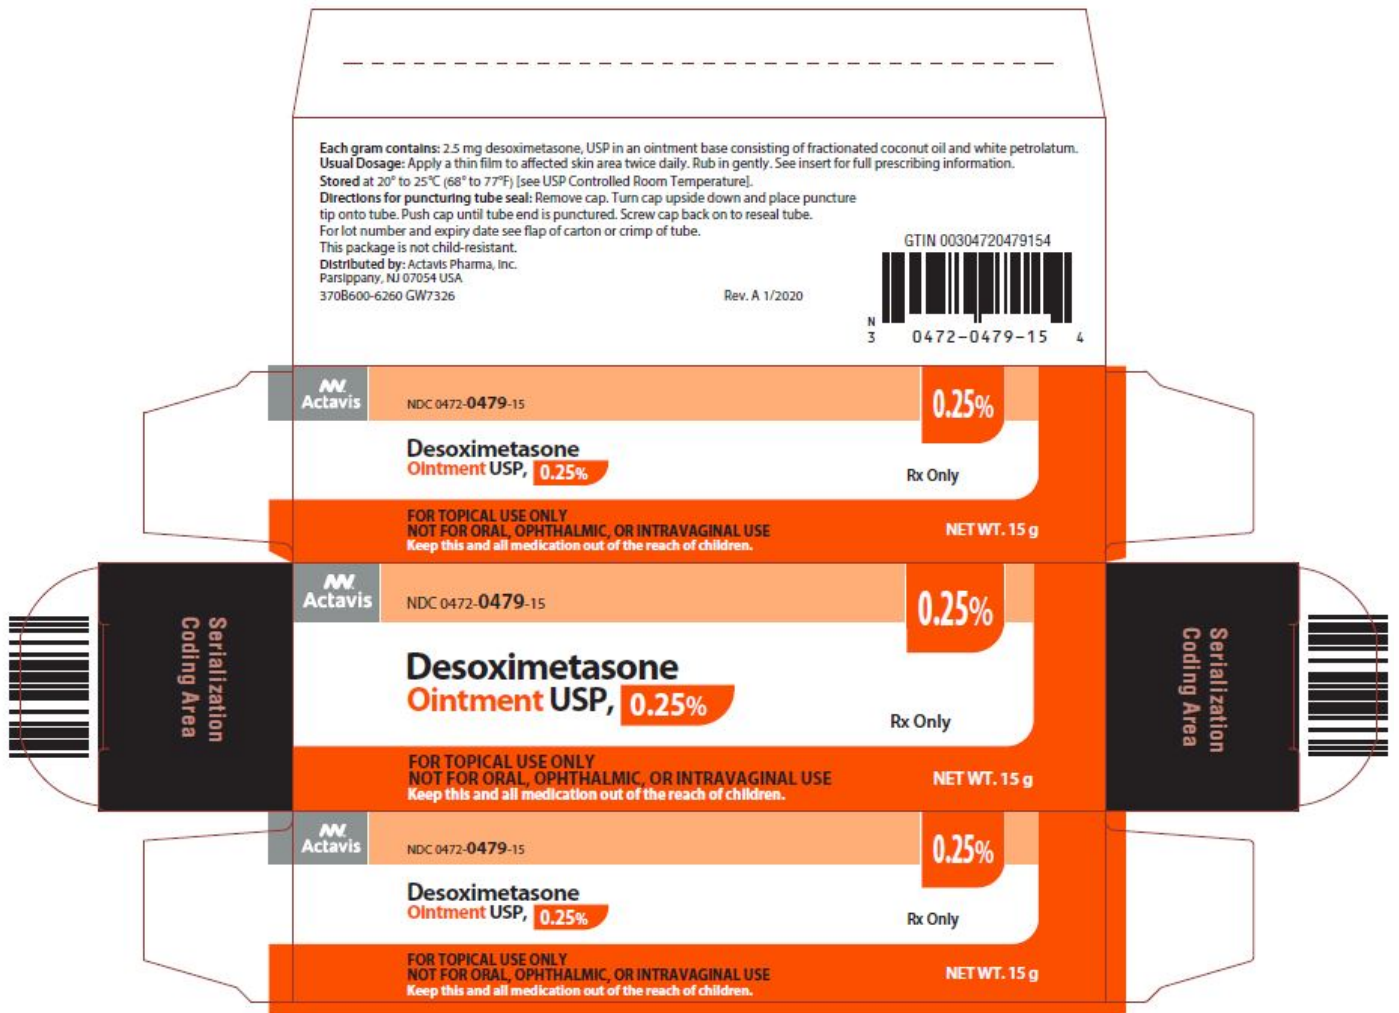 Each gram contains: 2.5 mg desoximetasone, USP in an ointment base consisting of fractionated coconut oil and white petrolatum.
Usual Dosage: Apply a thin film to affected skin area twice daily. Rub in gently. See insert for full prescribing information.
Stored at 20° to 25°C (68° to 77°F) [see USP Controlled Room Temperature].
Directions for puncturing tube seal: Remove cap. Turn cap upside down and place puncture
tip onto tube. Push cap until tube end is punctured. Screw cap back on to reseal tube.
For lot number and expiry date see flap of carton or crimp of tube.
This package is not child-resistant.
Distributed by: Actavis Pharma, Inc.
Parsippany, NJ 07054 USA
370B600-6260 GW7326 Rev. A 1/2020
GTIN 00304720479154
N
3 0472-0479-15 4
Actavis
NDC 0472-0479-15
0.25%
Desoximetasone
Ointment USP, 0.25%
Rx Only
FOR TOPICAL USE ONLY
NOT FOR ORAL, OPHTHALMIC, OR INTRAVAGINAL USE
Keep this and all medication out of the reach of children.
NET WT. 15 g
Serialization
Coding Area
Actavis
NDC 0472-0479-15
0.25%
Desoximetasone
Ointment USP, 0.25%
Rx Only
FOR TOPICAL USE ONLY
NOT FOR ORAL, OPHTHALMIC, OR INTRAVAGINAL USE
Keep this and all medication out of the reach of children.
NET WT. 15 g
Serialization
Coding Area
Actavis
NDC 0472-0479-15
0.25%
Desoximetasone
Ointment USP, 0.25%
Rx Only
FOR TOPICAL USE ONLY
NOT FOR ORAL, OPHTHALMIC, OR INTRAVAGINAL USE
Keep this and all medication out of the reach of children.
NET WT. 15 g